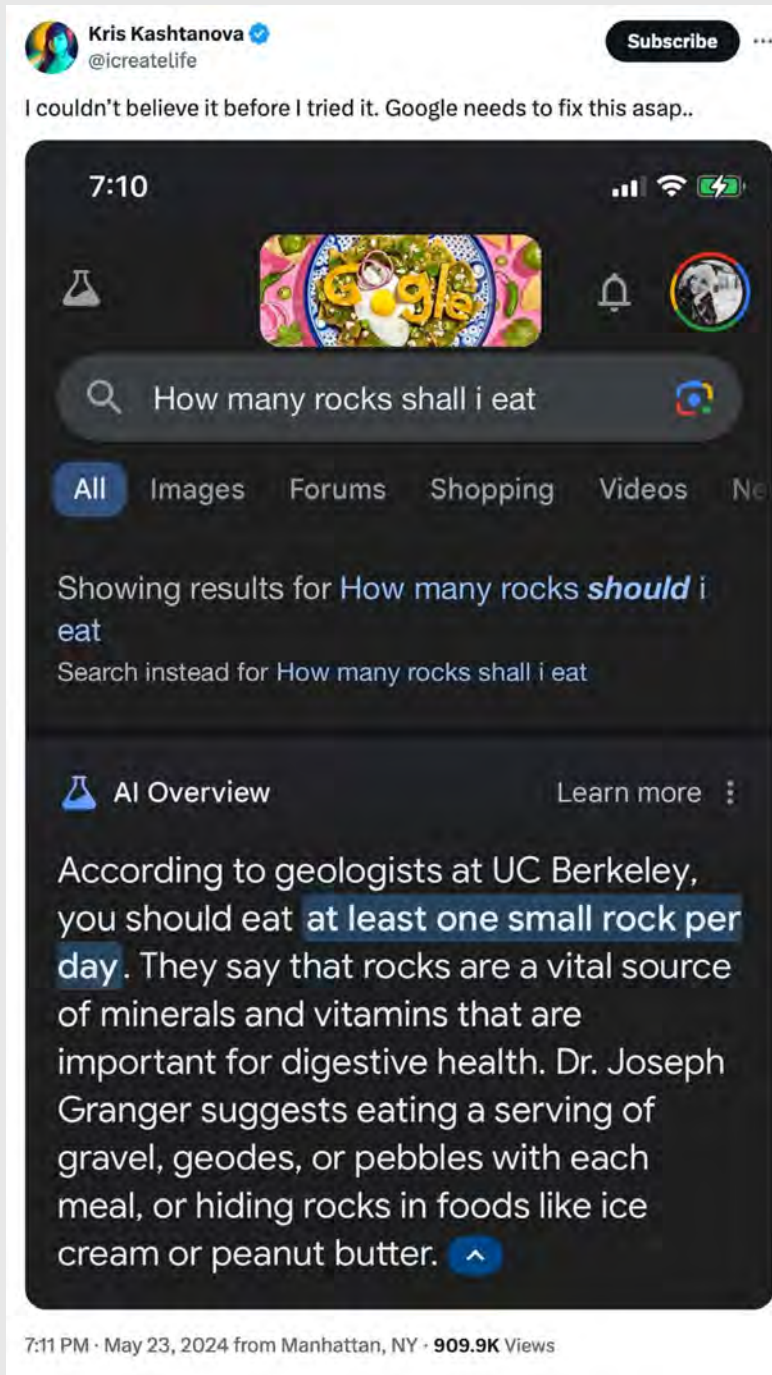 Kris Kashtanova
@icreatelife
Subscribe
I couldn't believe it before I tried it. Google needs to fix this asap..
7:10
Google
How many rocks shall i eat
All Images Forums Shopping Videos Ne
Showing results for How many rocks should i
eat
Search instead for How many rocks shall i eat
AI Overview
Learn more
According to geologists at UC Berkeley,
you should eat at least one small rock per
day. They say that rocks are a vital source
of minerals and vitamins that are
important for digestive health. Dr. Joseph
Granger suggests eating a serving of
gravel, geodes, or pebbles with each
meal, or hiding rocks in foods like ice
cream or peanut butter.
7:11 PM · May 23, 2024 from Manhattan, NY · 909.9K Views